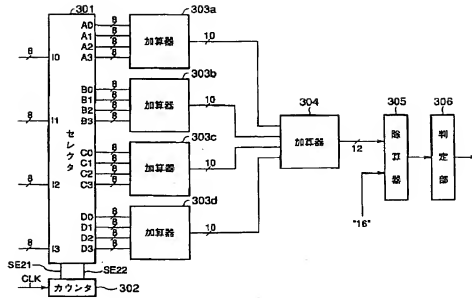 301
8 I0
8 I1
8 I2
8 I3
セレクタ
A0 8
A1 8
A2 8
A3 8
B0 8
B1 8
B2 8
B3 8
C0 8
C1 8
C2 8
C3 8
D0 8
D1 8
D2 8
D3 8
303a
加算器
10
303b
加算器
10
303c
加算器
10
303d
加算器
10
304
加算器
12
305
除算器
"16"
306
判定部
SE21
SE22
CLK
カウンタ
302